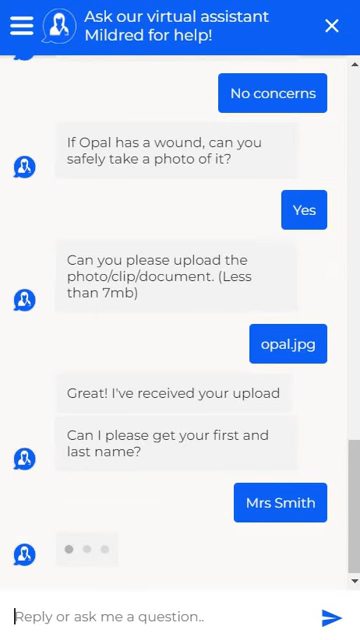 Ask our virtual assistant
Mildred for help!
No concerns
If Opal has a wound, can you
safely take a photo of it?
Yes
Can you please upload the
photo/clip/document. (Less
than 7mb)
opal.jpg
Great! I've received your upload
Can I please get your first and
last name?
Mrs Smith
Reply or ask me a question..